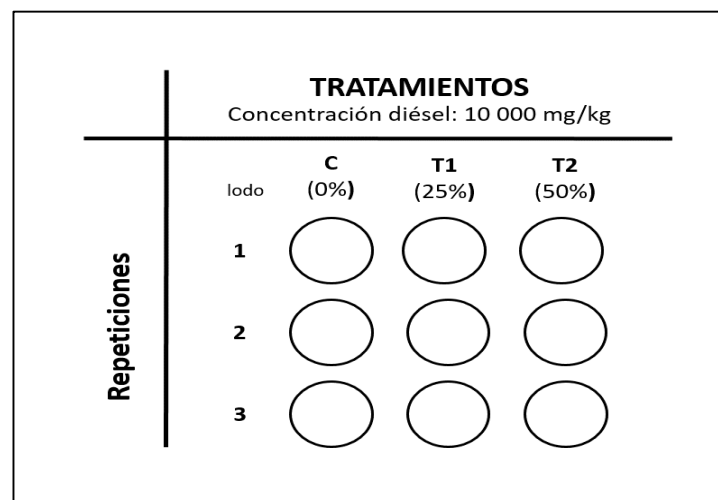 TRATAMIENTOS
Concentración diésel: 10 000 mg/kg
C T1 T2
lodo (0%) (25%) (50%)
Repeticiones
1
2
3